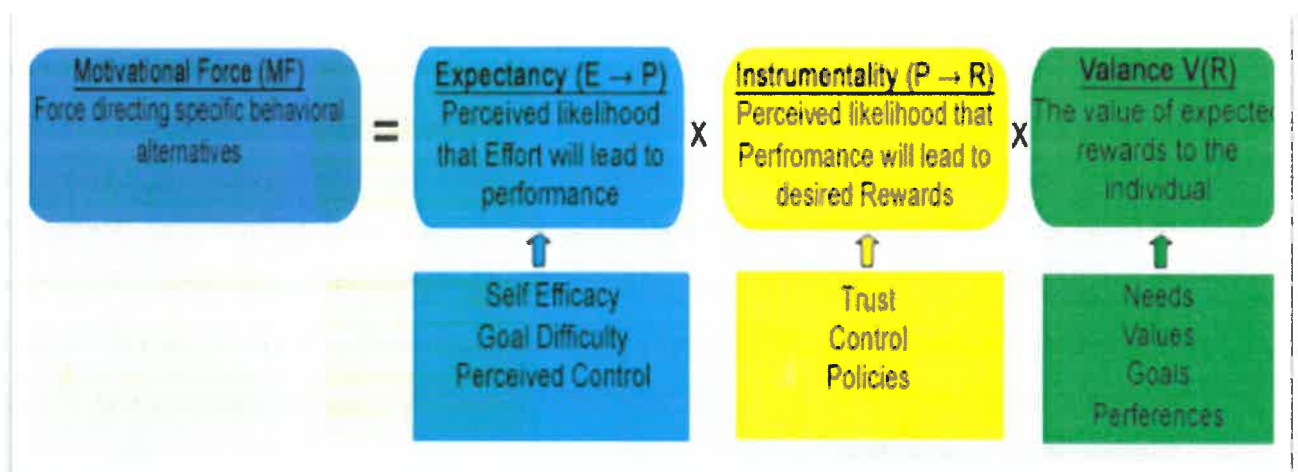 Motivational Force (MF)
Force directing specific behavioral
alternatives
=
Expectancy (E → P)
Perceived likelihood
that Effort will lead to
performance
X
Instrumentality (P → R)
Perceived likelihood that
Perfromance will lead to
desired Rewards
X
Valance V(R)
The value of expected
rewards to the
individual
Self Efficacy
Goal Difficulty
Perceived Control
Trust
Control
Policies
Needs
Values
Goals
Perferences